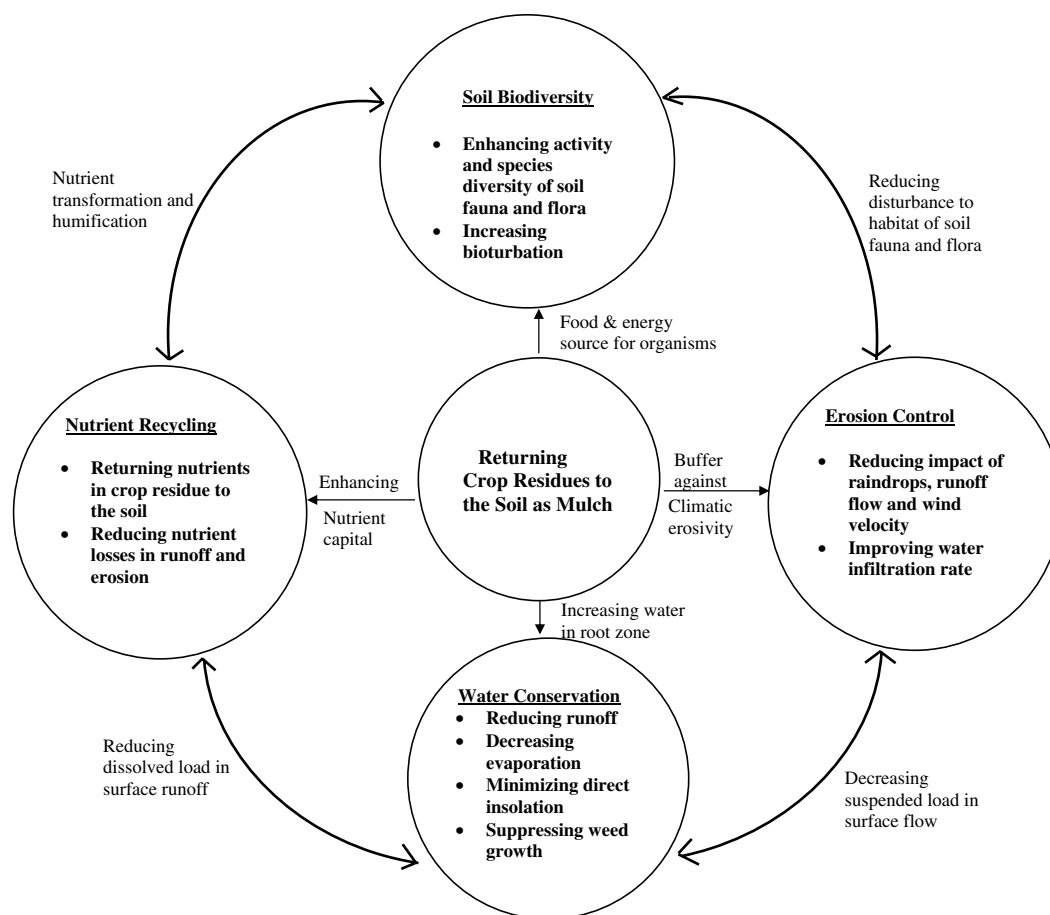 Soil Biodiversity
• Enhancing activity
and species
diversity of soil
fauna and flora
• Increasing
bioturbation
Nutrient
transformation and
humification
Reducing
disturbance to
habitat of soil
fauna and flora
Food & energy
source for organisms
Nutrient Recycling
• Returning nutrients
in crop residue to
the soil
• Reducing nutrient
losses in runoff and
erosion
Enhancing
Nutrient
capital
Returning
Crop Residues to
the Soil as Mulch
Buffer
against
Climatic
erosivity
Erosion Control
• Reducing impact of
raindrops, runoff
flow and wind
velocity
• Improving water
infiltration rate
Increasing water
in root zone
Water Conservation
• Reducing runoff
• Decreasing
evaporation
• Minimizing direct
insolation
• Suppressing weed
growth
Reducing
dissolved load in
surface runoff
Decreasing
suspended load in
surface flow